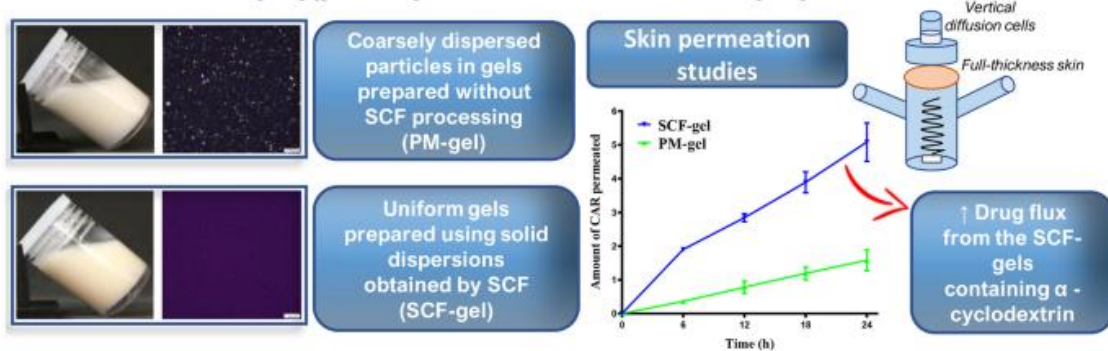 Coarsely dispersed
particles in gels
prepared without
SCF processing
(PM-gel)
Uniform gels
prepared using solid
dispersions
obtained by SCF
(SCF-gel)
Skin permeation
studies
Amount of CAR permeated
6
5
4
3
2
1
0
SCF-gel
PM-gel
0 6 12 18 24
Time (h)
Vertical
diffusion cells
Full-thickness skin
↑ Drug flux
from the SCF-
gels
containing α -
cyclodextrin